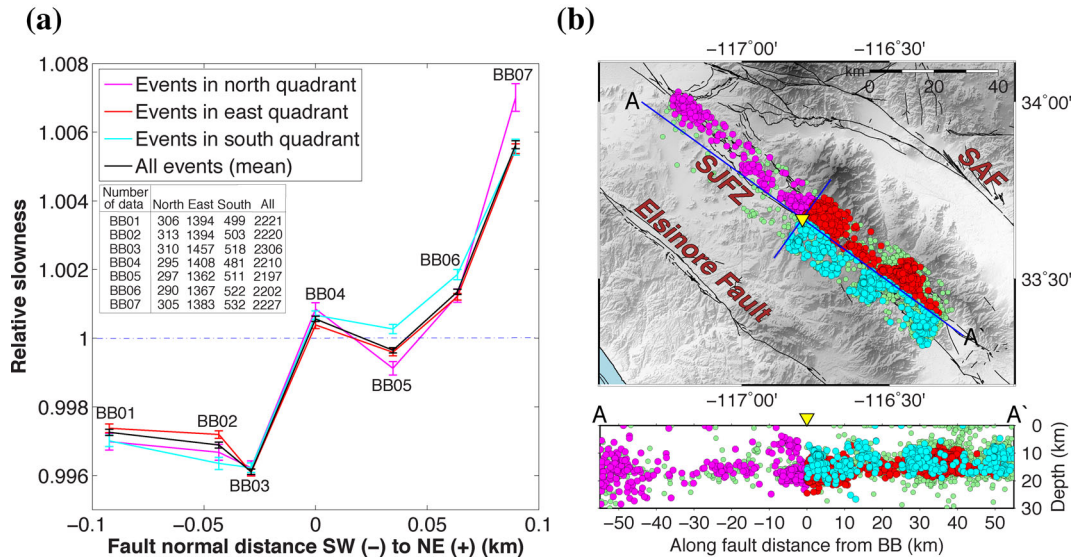 (a)
1.008
1.006
1.004
1.002
1
0.998
0.996
Relative slowness
Events in north quadrant
Events in east quadrant
Events in south quadrant
All events (mean)
Number of data North East South All
BB01 306 1394 499 2221
BB02 313 1394 503 2220
BB03 310 1457 518 2306
BB04 295 1408 481 2210
BB05 297 1362 511 2197
BB06 290 1367 522 2202
BB07 305 1383 532 2227
BB07
BB06
BB04
BB05
BB01
BB02
BB03
−0.1 −0.05 0 0.05 0.1
Fault normal distance SW (−) to NE (+) (km)
(b)
−117˚00' −116˚30'
km
0 20 40
A
34˚00'
SJFZ
SAF
Elsinore Fault
33˚30'
A`
−117˚00' −116˚30'
A A`
0
10
20
30
Depth (km)
−50 −40 −30 −20 −10 0 10 20 30 40 50
Along fault distance from BB (km)